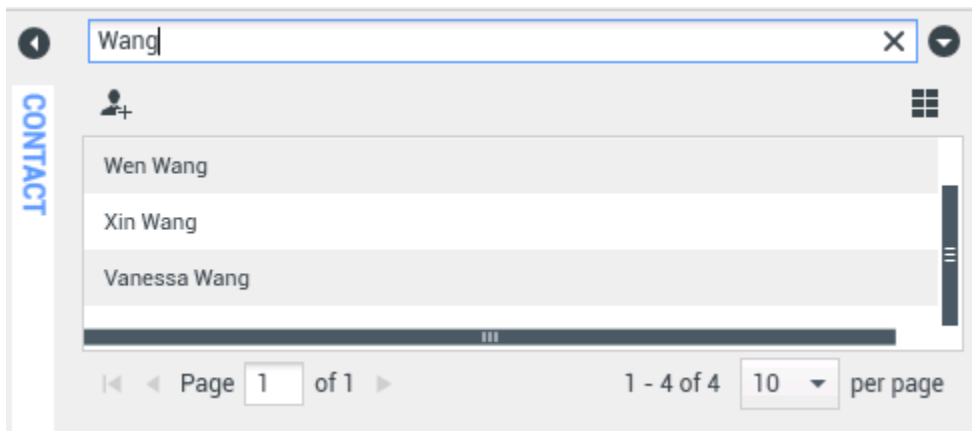 Wang
CONTACT
Wen Wang
Xin Wang
Vanessa Wang
Page 1 of 1 1 - 4 of 4 10 per page